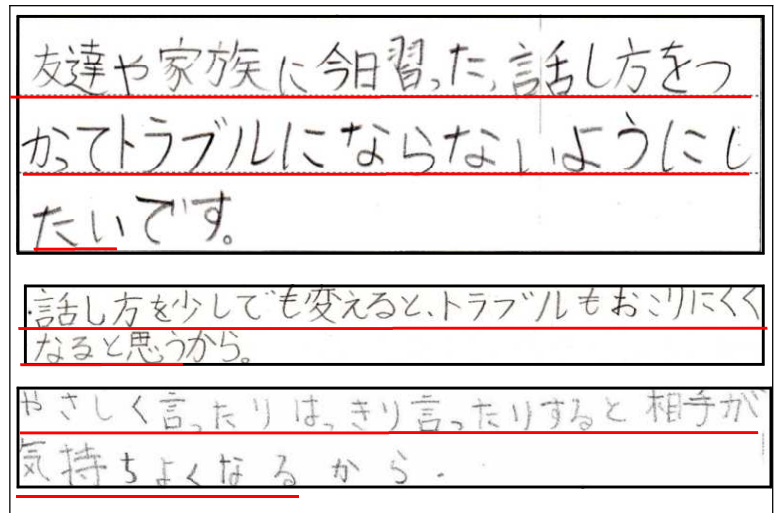 友達や家族に今日習った話し方をつ
かってトラブルにならないようにし
たいです。
・話し方を少しでも変えると、トラブルもおこりにくく
なると思うから。
やさしく言ったりはっきり言ったりすると相手が
気持ちよくなるから.